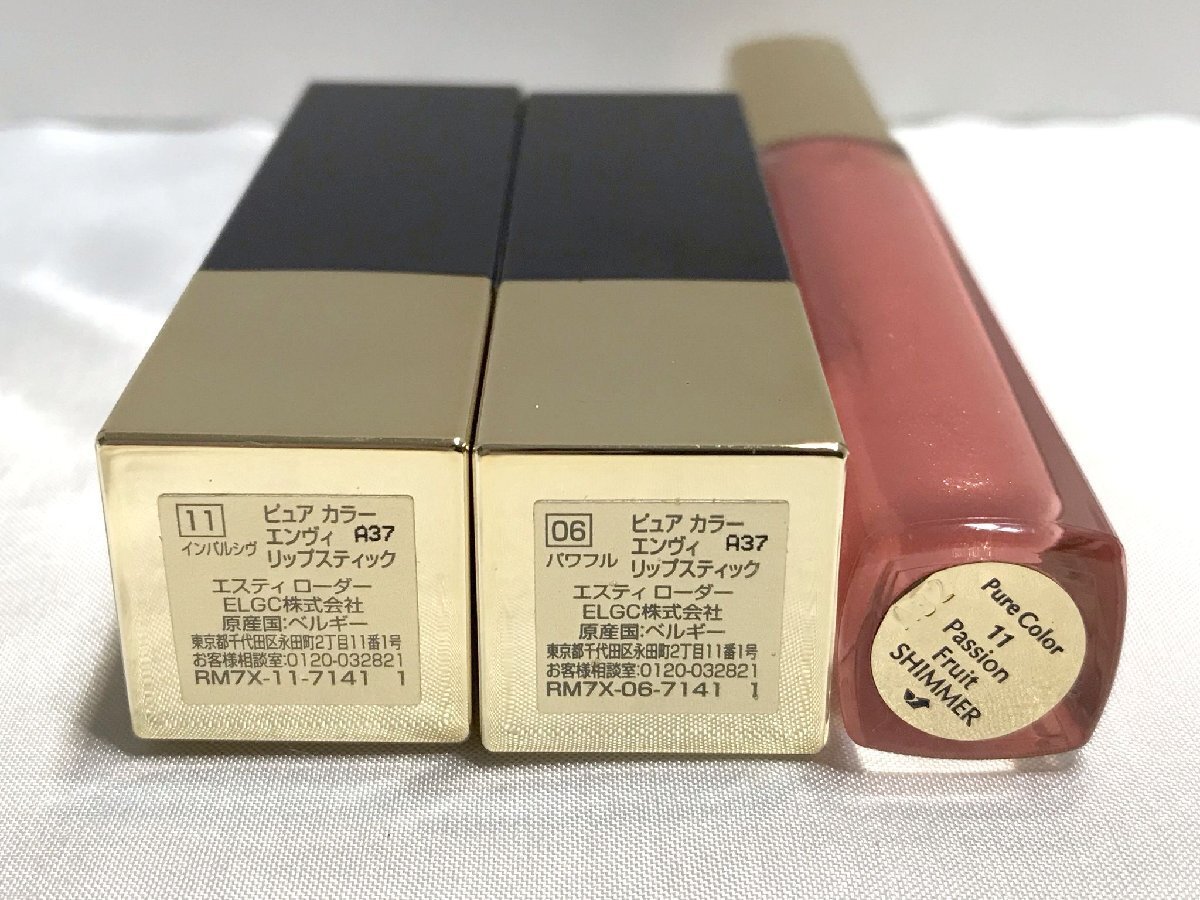 11
インパルシヴ
ピュア カラー
エンヴィ A37
リップスティック
エスティ ローダー
ELGC株式会社
原産国:ベルギー
東京都千代田区永田町2丁目11番1号
お客様相談室:0120-032821
RM7X-11-7141 1
06
パワフル
ピュア カラー
エンヴィ A37
リップスティック
エスティ ローダー
ELGC株式会社
原産国:ベルギー
東京都千代田区永田町2丁目11番1号
お客様相談室:0120-032821
RM7X-06-7141 1
Pure Color
11
Passion
Fruit
SHIMMER